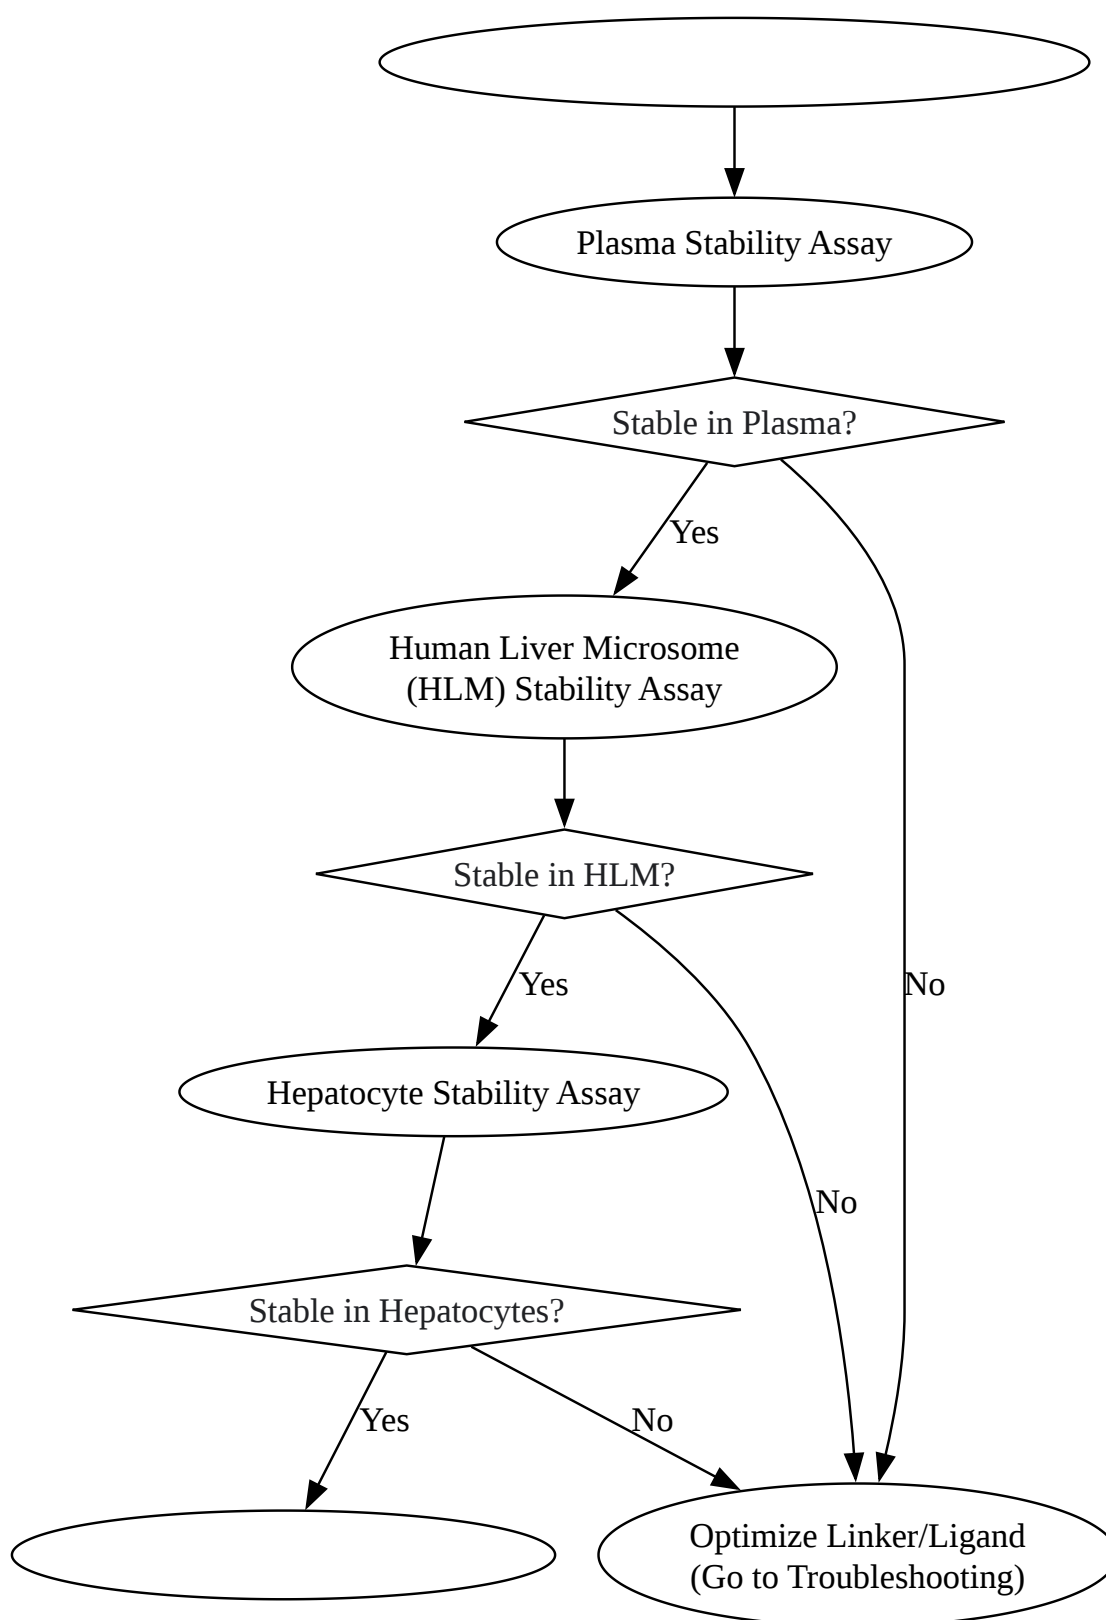 Plasma Stability Assay
Stable in Plasma?
Yes
Human Liver Microsome
(HLM) Stability Assay
Stable in HLM?
Yes
No
Hepatocyte Stability Assay
No
Stable in Hepatocytes?
Yes
No
Optimize Linker/Ligand
(Go to Troubleshooting)